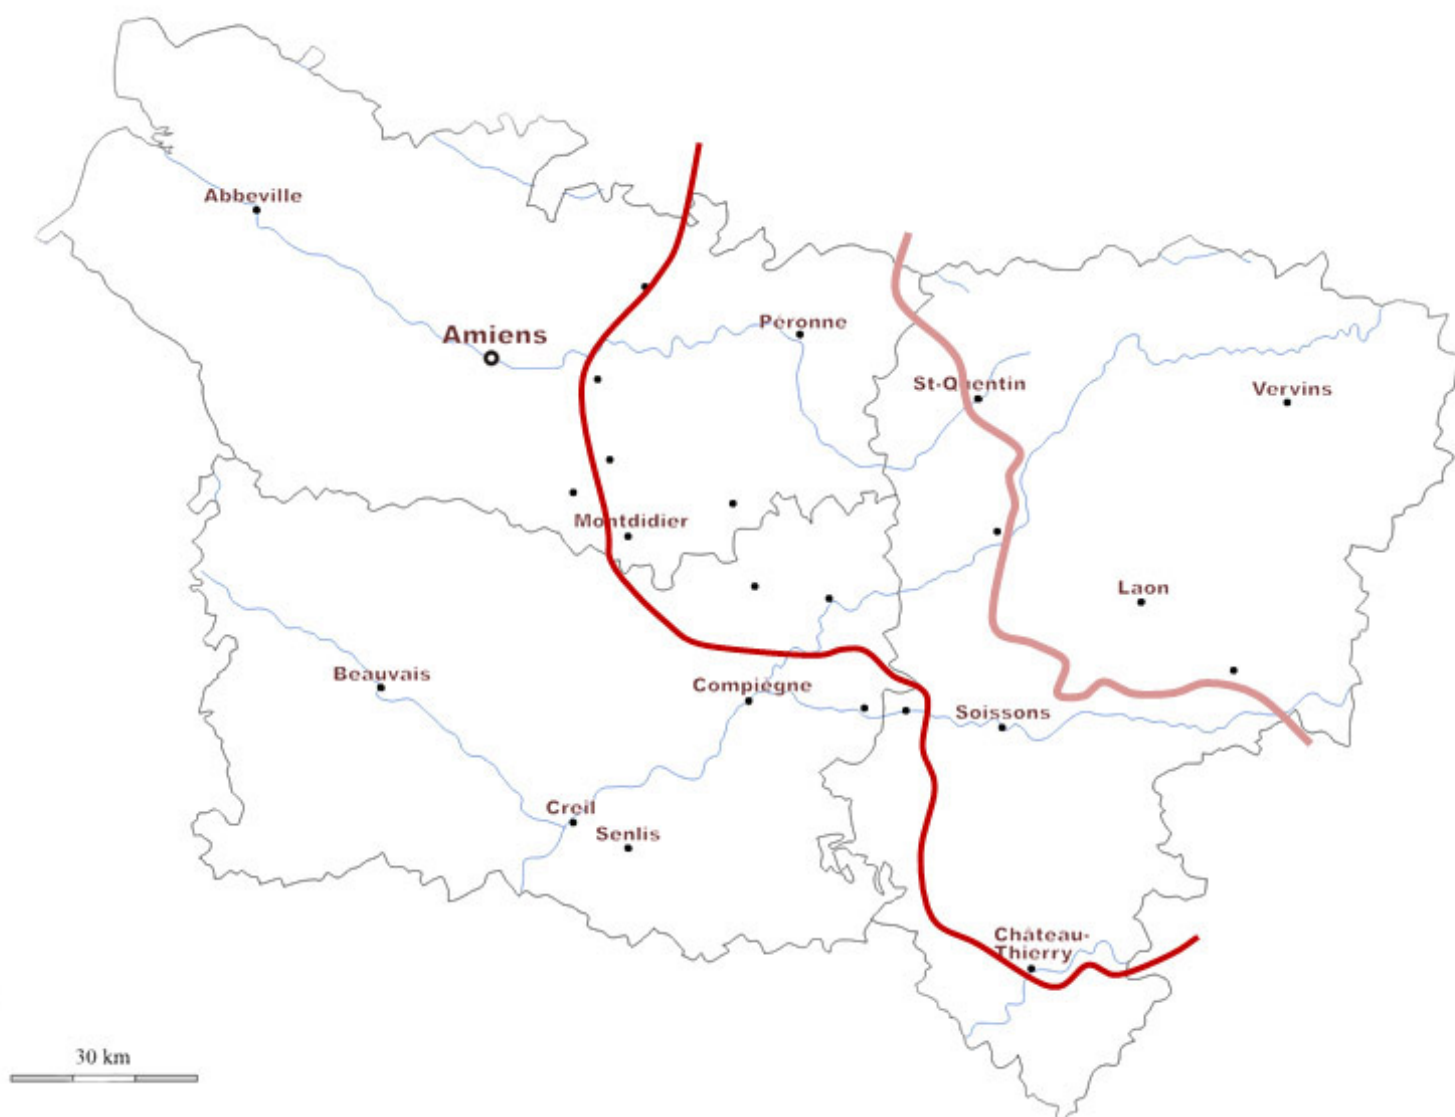 Abbeville
Amiens
Péronne
St-Quentin
Vervins
Montdidier
Laon
Beauvais
Compiègne
Soissons
Creil
Senlis
Château-
Thierry
30 km